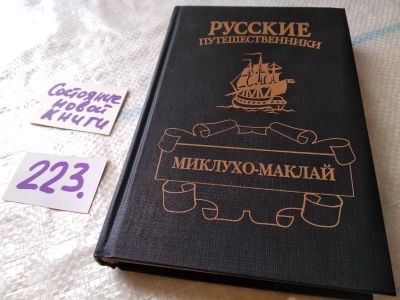 Состояние
новой
книги
223.
РУССКИЕ
ПУТЕШЕСТВЕННИКИ
МИКЛУХО-МАКЛАЙ